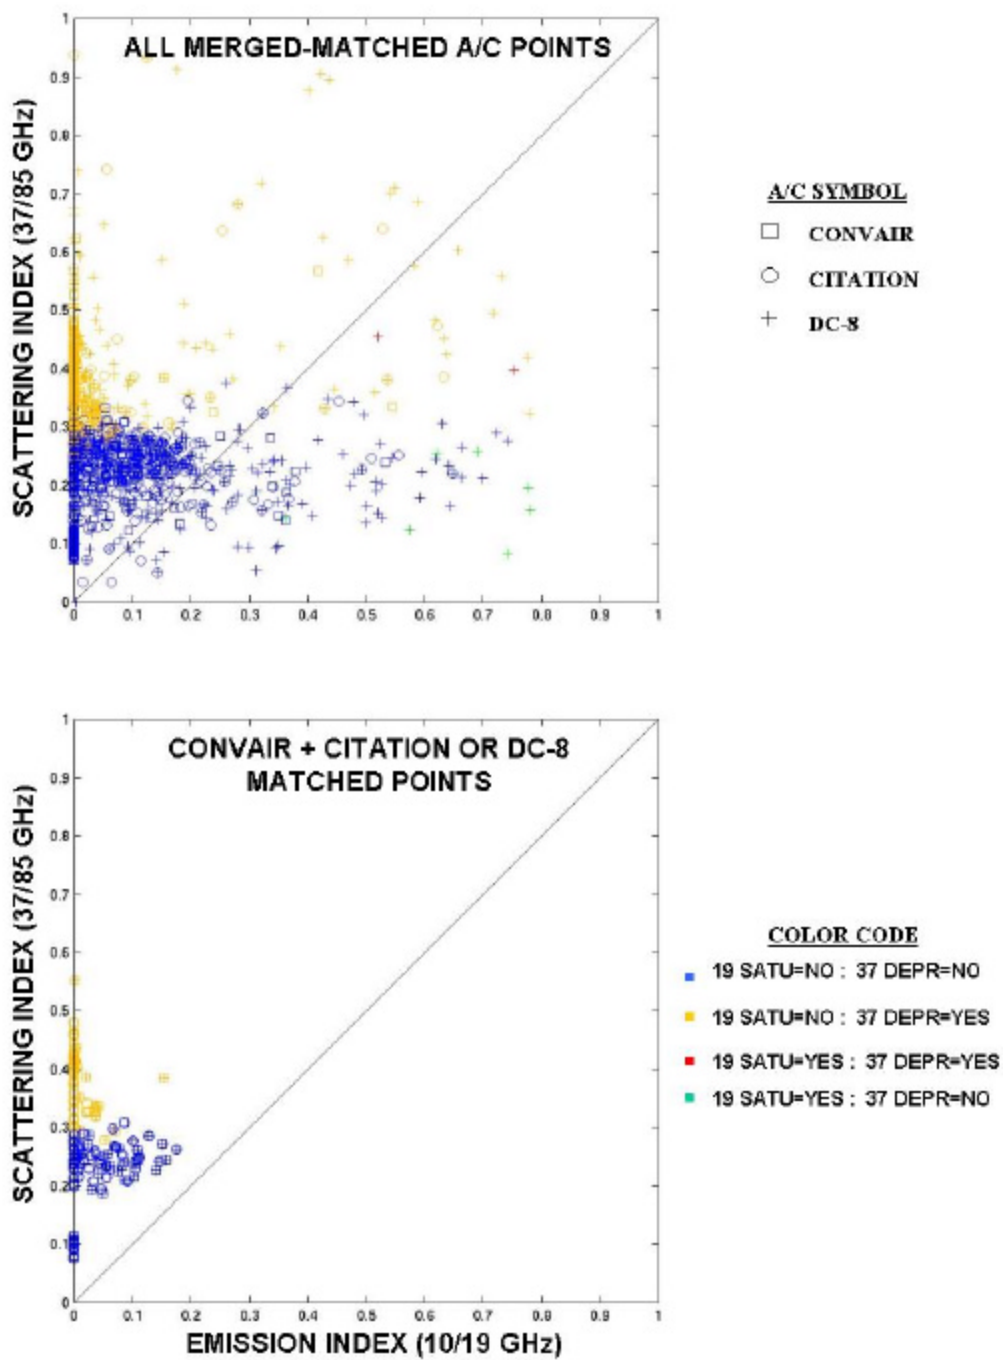 ALL MERGED-MATCHED A/C POINTS
SCATTERING INDEX (37/85 GHz)
1
0.9
0.8
0.7
0.6
0.5
0.4
0.3
0.2
0.1
0
0 0.1 0.2 0.3 0.4 0.5 0.6 0.7 0.8 0.9 1
A/C SYMBOL
CONVAIR
CITATION
DC-8
CONVAIR + CITATION OR DC-8
MATCHED POINTS
SCATTERING INDEX (37/85 GHz)
1
0.9
0.8
0.7
0.6
0.5
0.4
0.3
0.2
0.1
0
0 0.1 0.2 0.3 0.4 0.5 0.6 0.7 0.8 0.9 1
EMISSION INDEX (10/19 GHz)
COLOR CODE
19 SATU=NO : 37 DEPR=NO
19 SATU=NO : 37 DEPR=YES
19 SATU=YES : 37 DEPR=YES
19 SATU=YES : 37 DEPR=NO